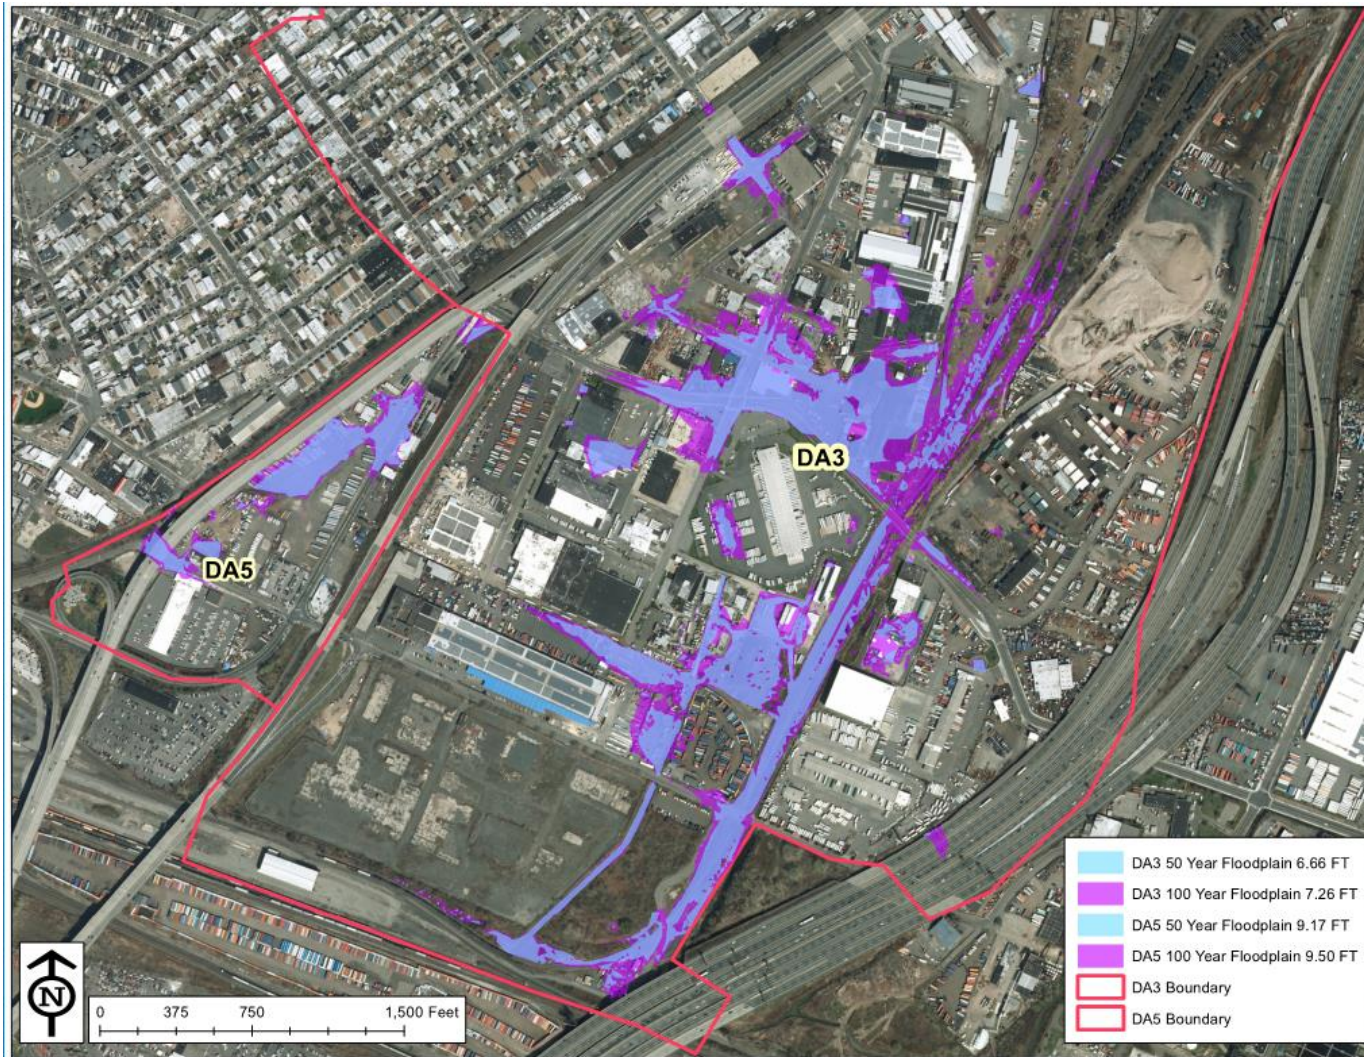 DA3
DA5
DA3 50 Year Floodplain 6.66 FT
DA3 100 Year Floodplain 7.26 FT
DA5 50 Year Floodplain 9.17 FT
DA5 100 Year Floodplain 9.50 FT
DA3 Boundary
DA5 Boundary
N
0 375 750 1,500 Feet